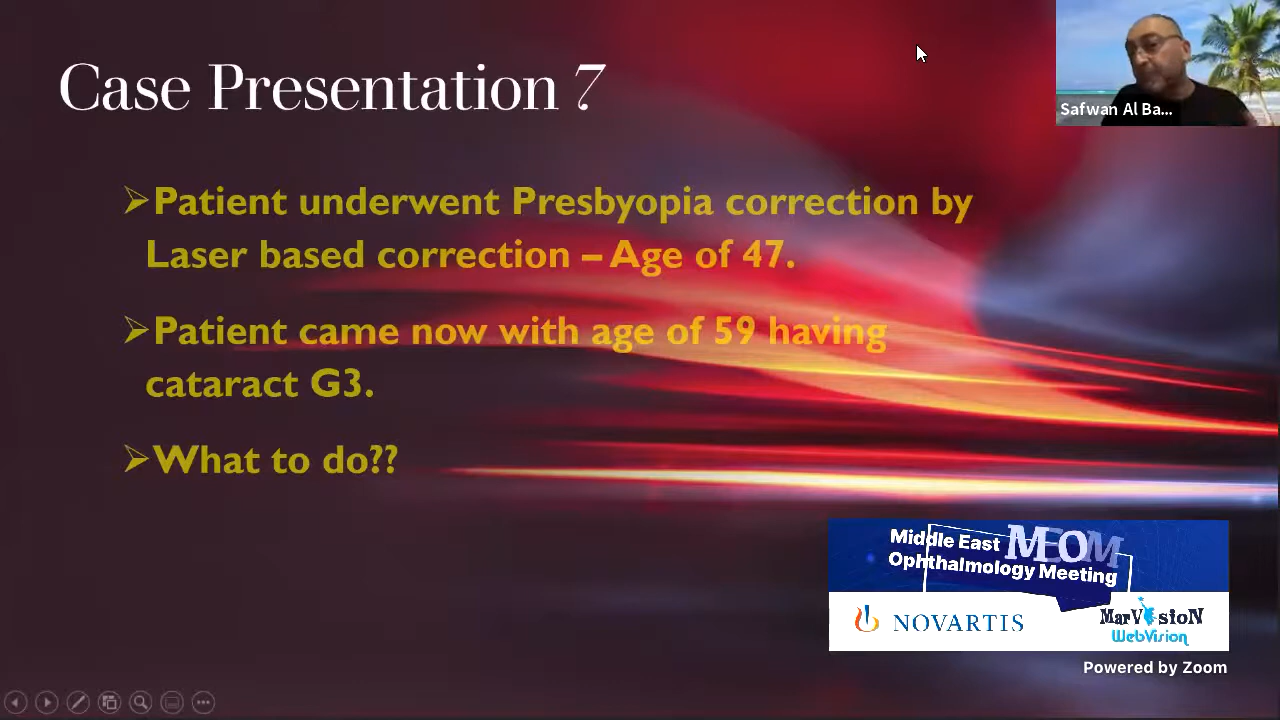 Case Presentation 7
Safwan Al Ba...
➢Patient underwent Presbyopia correction by
Laser based correction – Age of 47.
➢Patient came now with age of 59 having
cataract G3.
➢What to do??
Middle East MEOM
Ophthalmology Meeting
NOVARTIS
MarVisioN
WebVision
Powered by Zoom